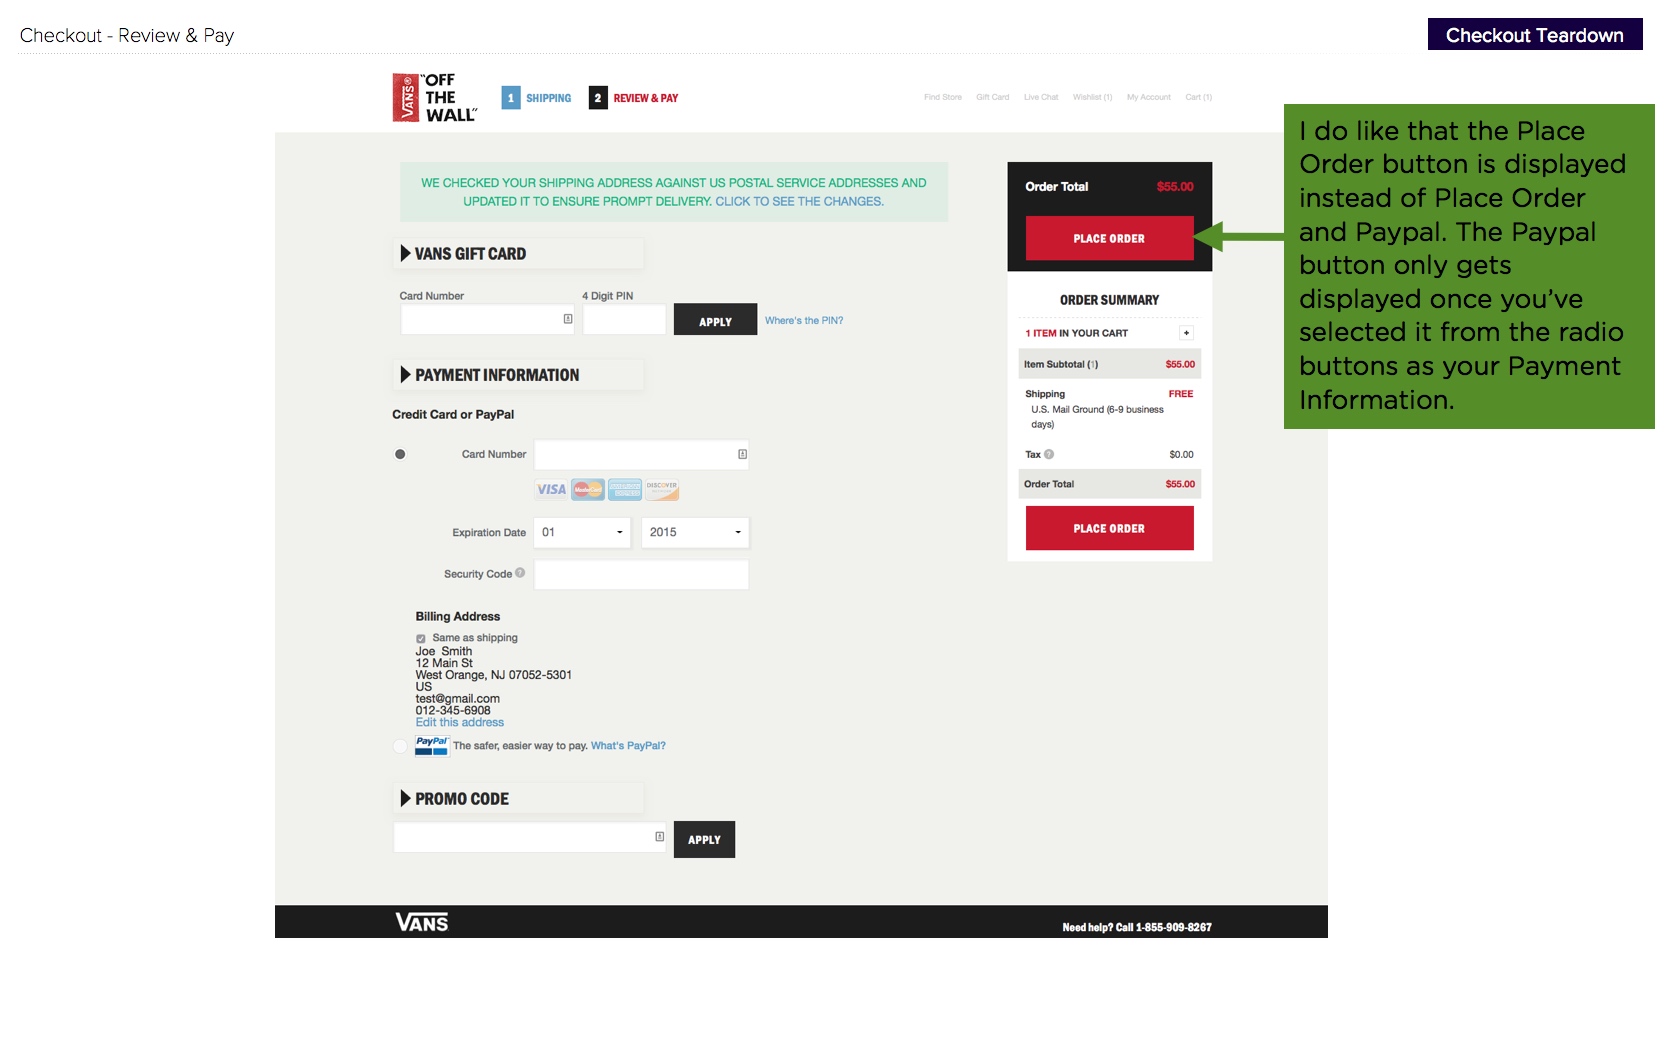 Checkout - Review & Pay
Checkout Teardown
VANS®
"OFF
THE
WALL"
1 SHIPPING 2 REVIEW & PAY
Find Store Gift Card Live Chat Wishlist (1) My Account Cart (1)
WE CHECKED YOUR SHIPPING ADDRESS AGAINST US POSTAL SERVICE ADDRESSES AND
UPDATED IT TO ENSURE PROMPT DELIVERY. CLICK TO SEE THE CHANGES.
VANS GIFT CARD
Card Number 4 Digit PIN
APPLY Where's the PIN?
PAYMENT INFORMATION
Credit Card or PayPal
Card Number
VISA MasterCard DISCOVER
Expiration Date 01 2015
Security Code ?
Billing Address
Same as shipping
Joe Smith
12 Main St
West Orange, NJ 07052-5301
US
test@gmail.com
012-345-6908
Edit this address
PayPal The safer, easier way to pay. What's PayPal?
PROMO CODE
APPLY
Order Total $55.00
PLACE ORDER
ORDER SUMMARY
1 ITEM IN YOUR CART +
Item Subtotal (1) $55.00
Shipping FREE
U.S. Mail Ground (6-9 business
days)
Tax ? $0.00
Order Total $55.00
PLACE ORDER
I do like that the Place
Order button is displayed
instead of Place Order
and Paypal. The Paypal
button only gets
displayed once you've
selected it from the radio
buttons as your Payment
Information.
VANS
Need help? Call 1-855-909-8267